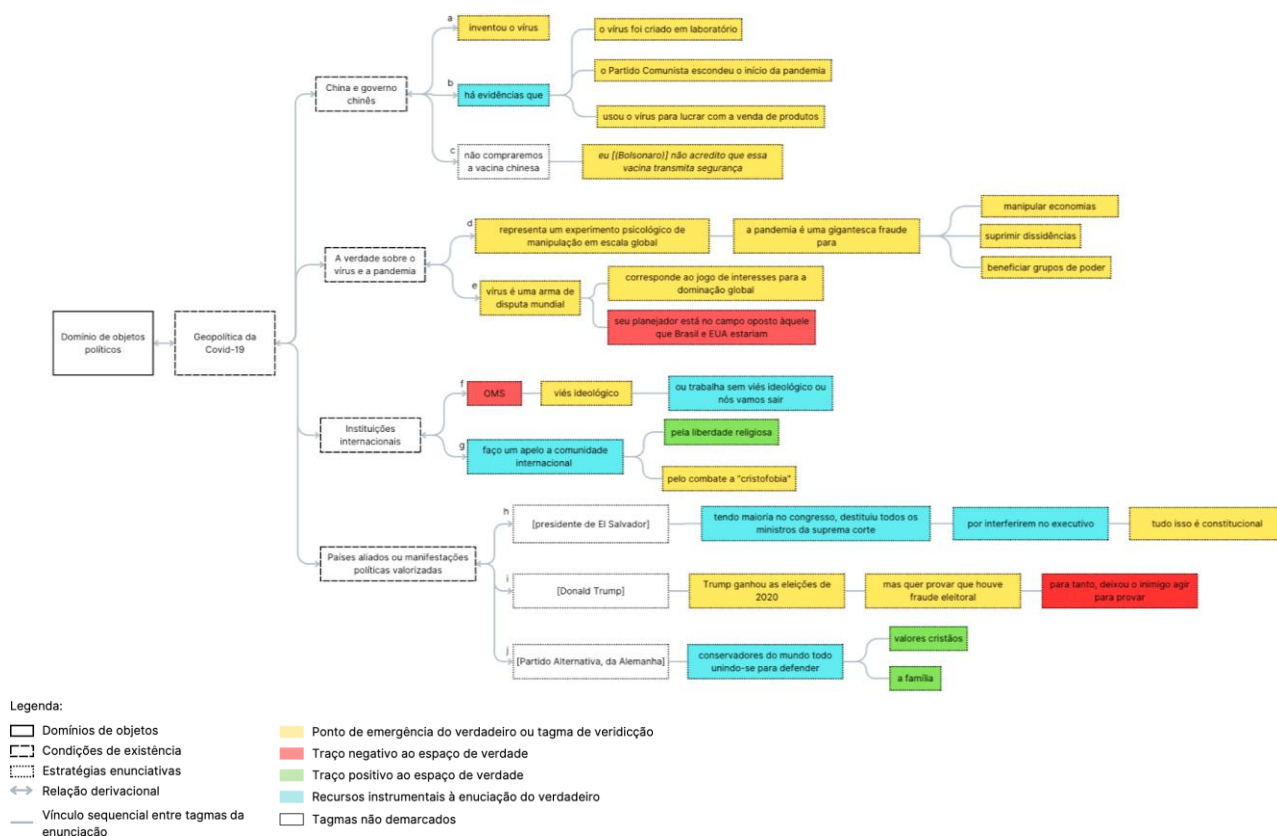 Domínio de objetos
políticos
Geopolítica da
Covid-19
China e governo
chinês
a
inventou o vírus
b
há evidências que
o vírus foi criado em laboratório
o Partido Comunista escondeu o início da pandemia
usou o vírus para lucrar com a venda de produtos
c
não compraremos
a vacina chinesa
eu [(Bolsonaro)] não acredito que essa
vacina transmita segurança
A verdade sobre o
vírus e a pandemia
d
representa um experimento psicológico de
manipulação em escala global
a pandemia é uma gigantesca fraude
para
manipular economias
suprimir dissidências
beneficiar grupos de poder
e
vírus é uma arma de
disputa mundial
corresponde ao jogo de interesses para a
dominação global
seu planejador está no campo oposto àquele
que Brasil e EUA estariam
Instituições
internacionais
f
OMS
viés ideológico
ou trabalha sem viés ideológico ou
nós vamos sair
g
faço um apelo a comunidade
internacional
pela liberdade religiosa
pelo combate a "cristofobia"
Países aliados ou manifestações
políticas valorizadas
h
[presidente de El Salvador]
tendo maioria no congresso, destituiu todos os
ministros da suprema corte
por interferirem no executivo
tudo isso é constitucional
i
[Donald Trump]
Trump ganhou as eleições de
2020
mas quer provar que houve
fraude eleitoral
para tanto, deixou o inimigo agir
para provar
j
[Partido Alternativa, da Alemanha]
conservadores do mundo todo
unindo-se para defender
valores cristãos
a família
Legenda:
Domínios de objetos
Condições de existência
Estratégias enunciativas
Relação derivacional
Vínculo sequencial entre tagmas da
enunciação
Ponto de emergência do verdadeiro ou tagma de veridicção
Traço negativo ao espaço de verdade
Traço positivo ao espaço de verdade
Recursos instrumentais à enuciação do verdadeiro
Tagmas não demarcados